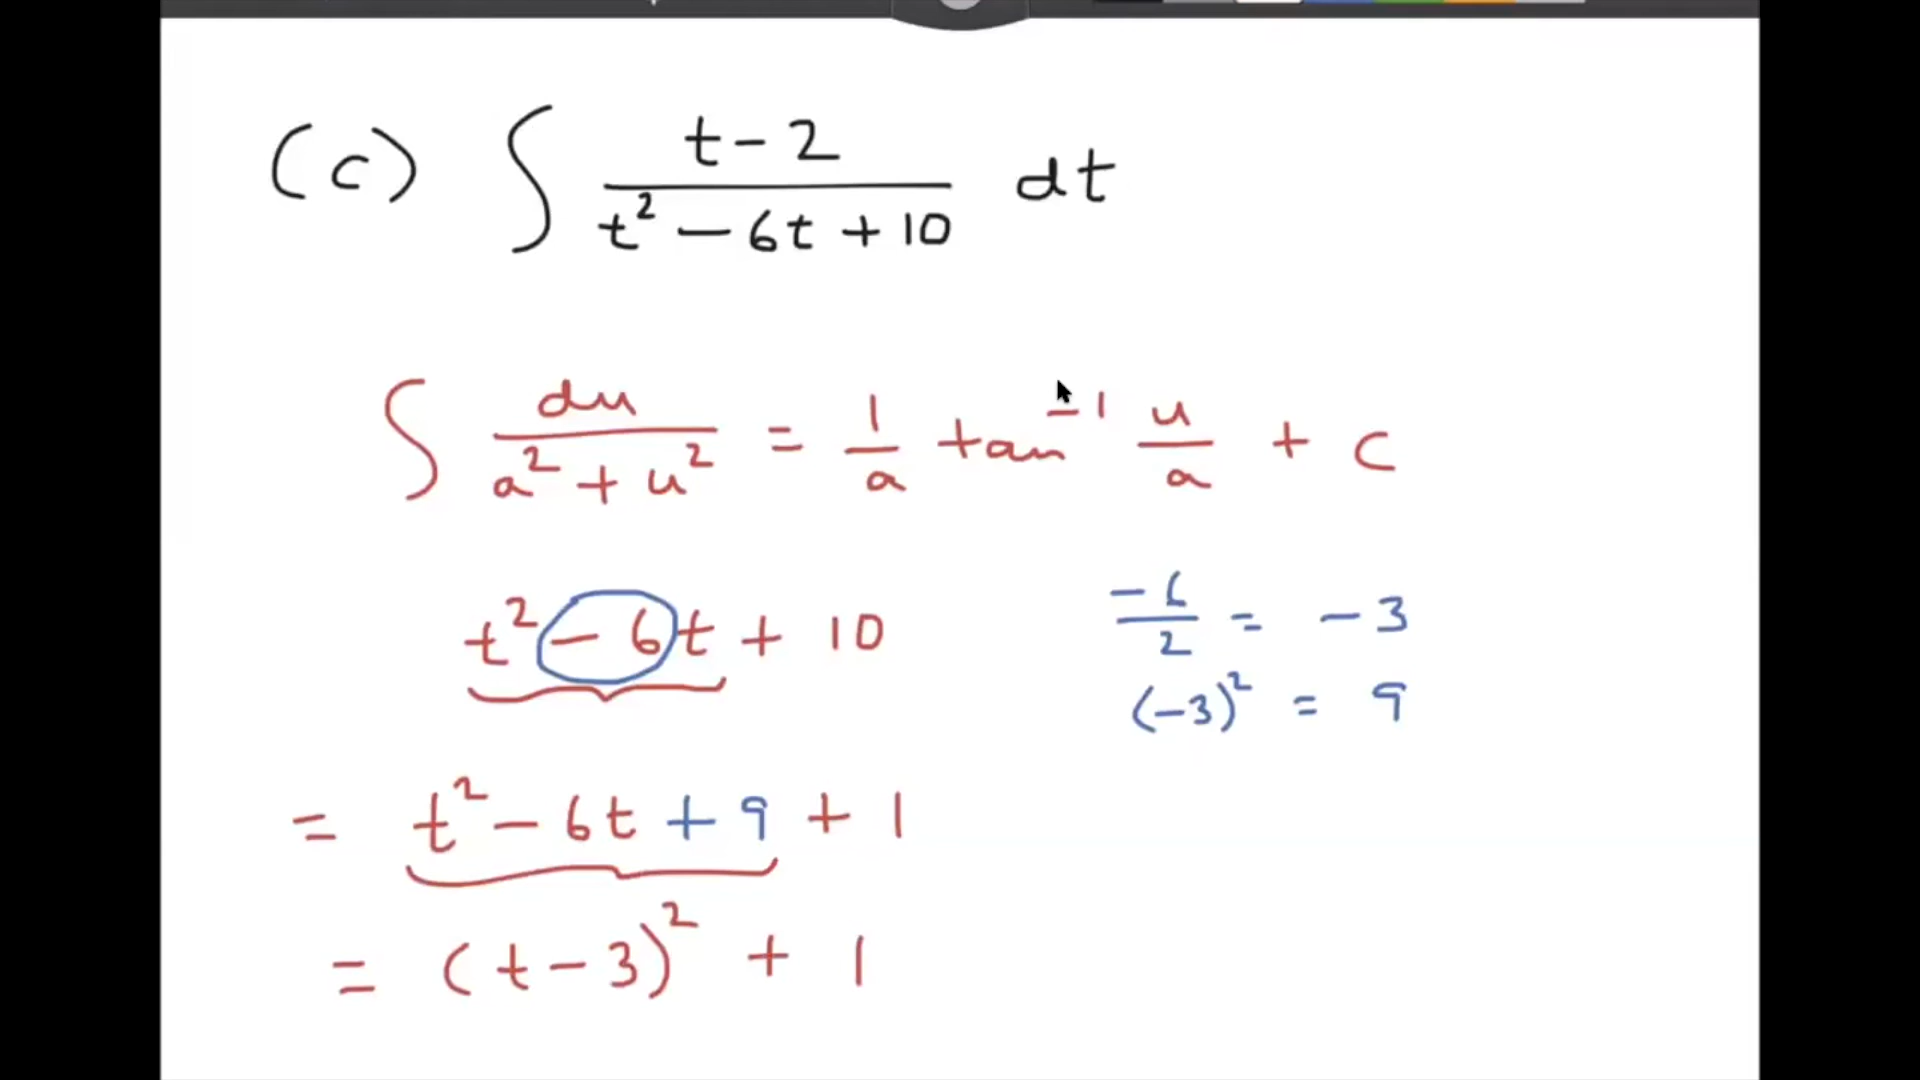 (c) ∫ (t - 2)/(t² - 6t + 10) dt
∫ du/(a² + u²) = 1/a tan⁻¹ u/a + c
t² - 6t + 10
-6/2 = -3
(-3)² = 9
= t² - 6t + 9 + 1
= (t - 3)² + 1